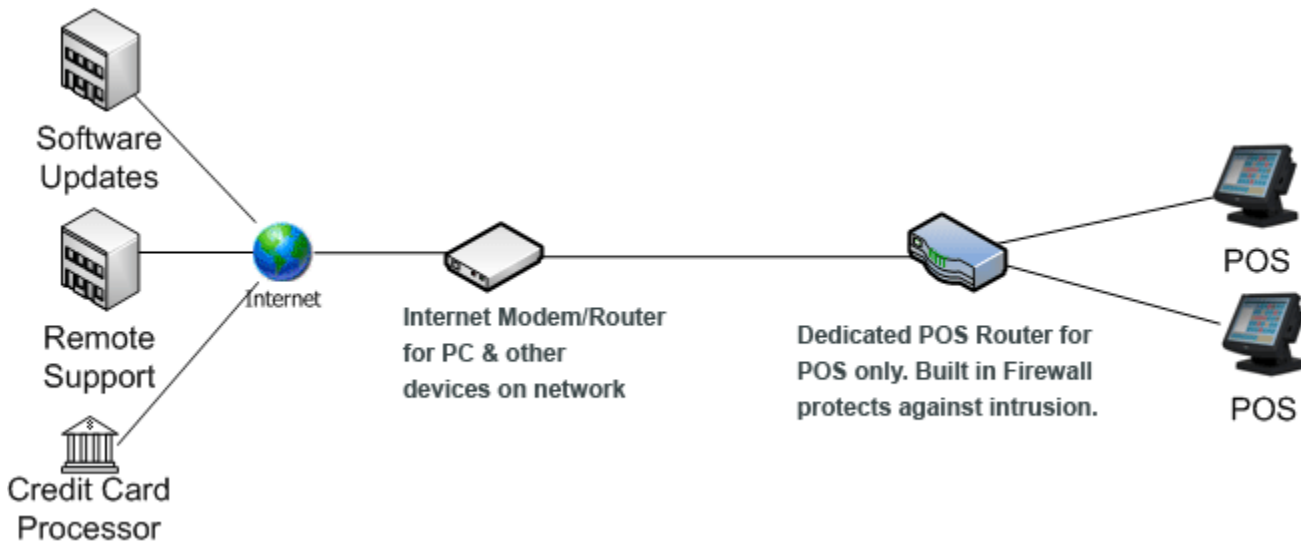 Software
Updates
Remote
Support
Credit Card
Processor
Internet
Internet Modem/Router
for PC & other
devices on network
Dedicated POS Router for
POS only. Built in Firewall
protects against intrusion.
POS
POS